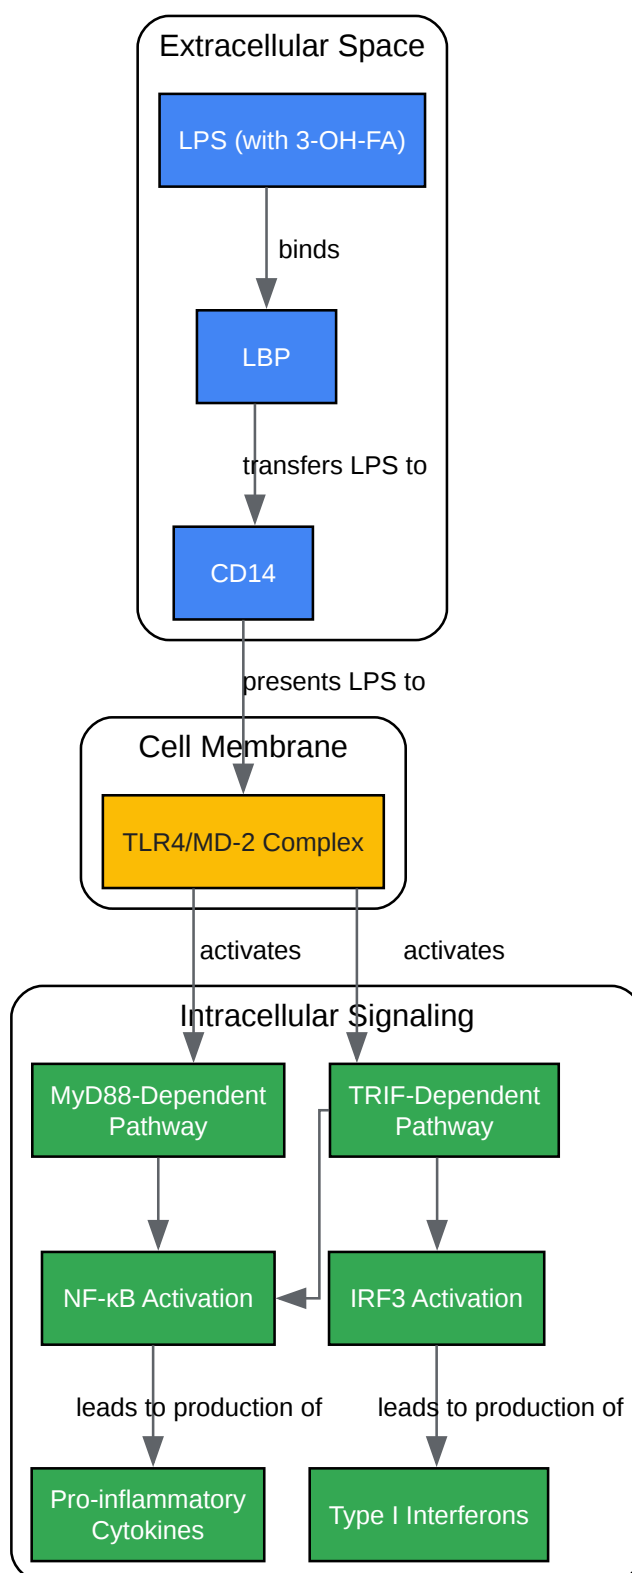 Extracellular Space
LPS (with 3-OH-FA)
binds
LBP
transfers LPS to
CD14
presents LPS to
Cell Membrane
TLR4/MD-2 Complex
activates
activates
Intracellular Signaling
MyD88-Dependent
Pathway
TRIF-Dependent
Pathway
NF-κB Activation
IRF3 Activation
leads to production of
leads to production of
Pro-inflammatory
Cytokines
Type I Interferons